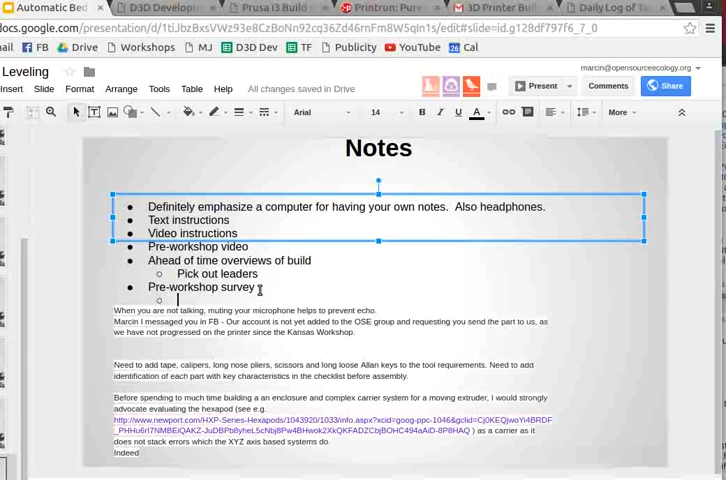 Automatic Bed
D3D Develop
Prusa i3 Build
Printrun: Pure
3D Printer M
Daily Log of Ta
docs.google.com/presentation/d/1tiJbzBxsVWz93e8CzBoNn92cq36Zd46rnFm8W5qIn1s/edit#slide=id.g128df797f6_7_0
mail
FB
Workshops
MJ
D3D Dev
TF
Publicity
YouTube
26 Cal
marcin@opensourceecology.org
Leveling
Present
Comments
Share
Insert Slide Format Arrange Tools Table Help All changes saved in Drive
Arial 14 B I U A More
Notes
● Definitely emphasize a computer for having your own notes. Also headphones.
● Text instructions
● Video instructions
● Pre-workshop video
● Ahead of time overviews of build
○ Pick out leaders
● Pre-workshop survey
○
When you are not talking, muting your microphone helps to prevent echo.
Marcin I messaged you in FB - Our account is not yet added to the OSE group and requesting you send the part to us, as
we have not progressed on the printer since the Kansas Workshop.
Need to add tape, calipers, long nose pliers, scissors and long loose Allan keys to the tool requirements. Need to add
identification of each part with key characteristics in the checklist before assembly.
Before spending to much time building a an enclosure and complex carrier system for a moving extruder, I would strongly
advocate evaluating the hexapod (see e.g.
http://www.newport.com/HXP-Series-Hexapods/1043920/1033/info.aspx?xcid=goog-ppc-1046&gclid=Cj0KEQjwoYi4BRDF
_PHHu6rI7NMBEiQAKZ-JuDBPb8yheL5cNbj8Pw4BHwok2XkQKFADZCbjBOHC494aAiD-8P8HAQ ) as a carrier as it
does not stack errors which the XYZ axis based systems do.
Indeed